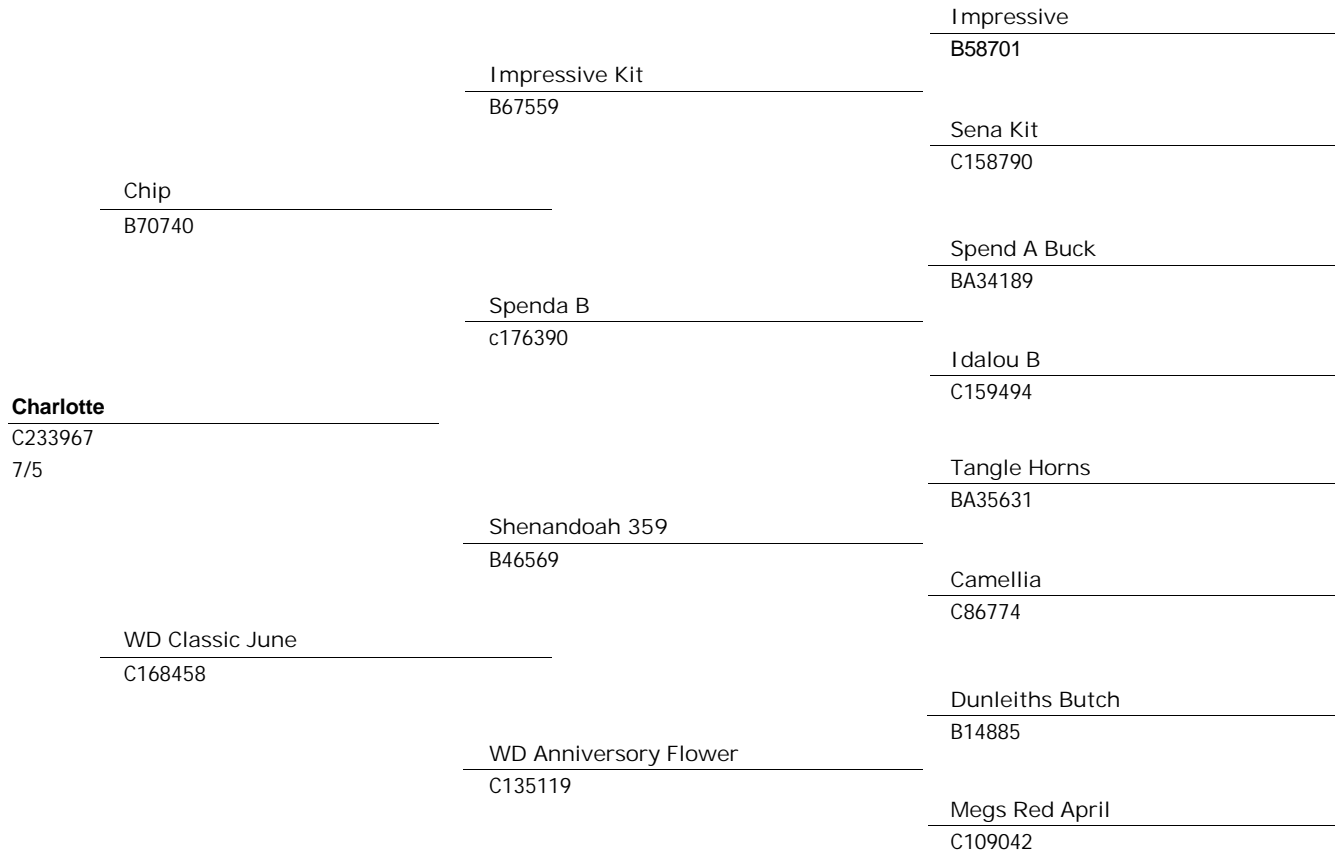 Impressive
B58701
Impressive Kit
B67559
Sena Kit
C158790
Chip
B70740
Spend A Buck
BA34189
Spenda B
c176390
Idalou B
C159494
Charlotte
C233967
7/5
Tangle Horns
BA35631
Shenandoah 359
B46569
Camellia
C86774
WD Classic June
C168458
Dunleiths Butch
B14885
WD Anniversory Flower
C135119
Megs Red April
C109042